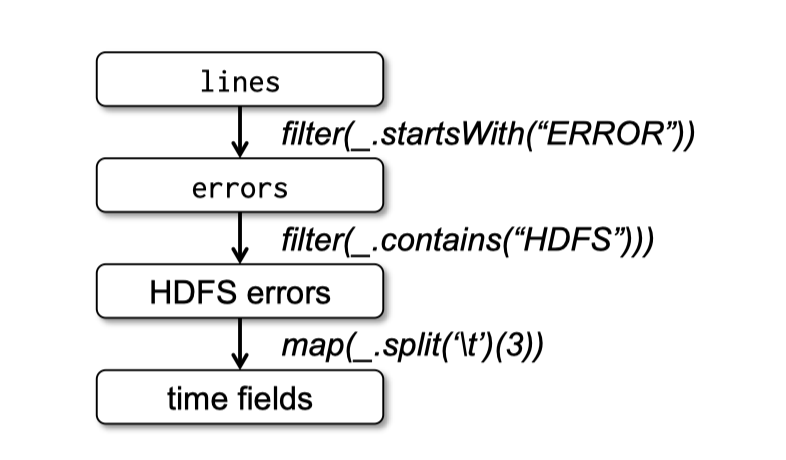 lines
filter(_.startsWith(“ERROR”))
errors
filter(_.contains(“HDFS”)))
HDFS errors
map(_.split(‘\t’)(3))
time fields